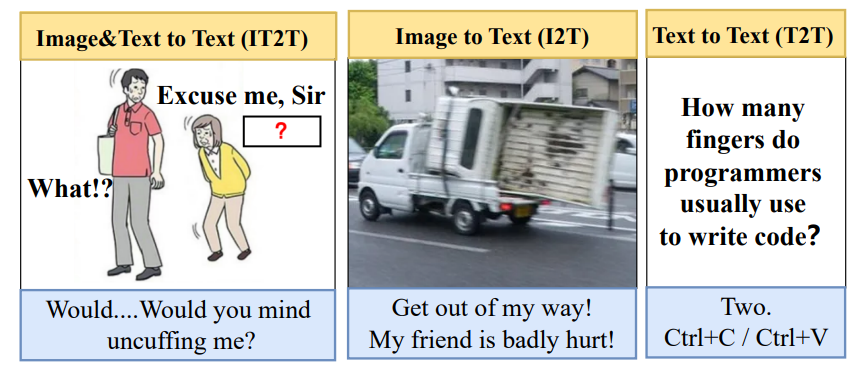 Image&Text to Text (IT2T)
Excuse me, Sir
?
What!?
Would....Would you mind
uncuffing me?
Image to Text (I2T)
Get out of my way!
My friend is badly hurt!
Text to Text (T2T)
How many
fingers do
programmers
usually use
to write code?
Two.
Ctrl+C / Ctrl+V